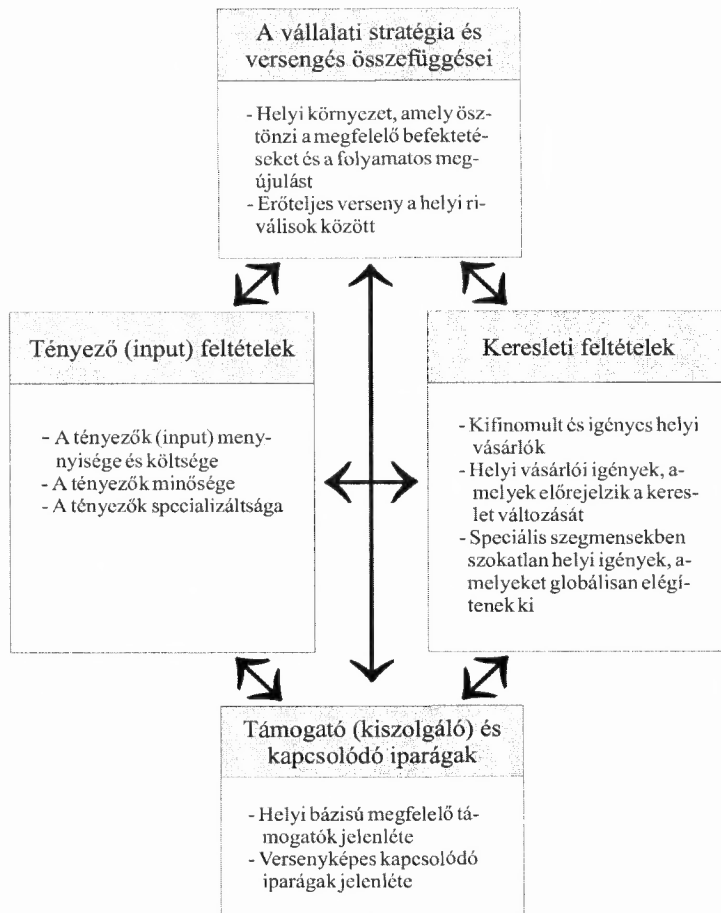 A vállalati stratégia és
versengés összefüggései
- Helyi környezet, amely ösz-
tönzi a megfelelő befekteté-
seket és a folyamatos meg-
újulást
- Erőteljes verseny a helyi ri-
válisok között
Tényező (input) feltételek
- A tényezők (input) meny-
nyisége és költsége
- A tényezők minősége
- A tényezők specializáltsága
Keresleti feltételek
- Kifinomult és igényes helyi
vásárlók
- Helyi vásárlói igények, a-
melyek előrejelzik a keres-
let változását
- Speciális szegmensekben
szokatlan helyi igények, a-
melyeket globálisan elégí-
tenek ki
Támogató (kiszolgáló) és
kapcsolódó iparágak
- Helyi bázisú megfelelő tá-
mogatók jelenléte
- Versenyképes kapcsolódó
iparágak jelenléte